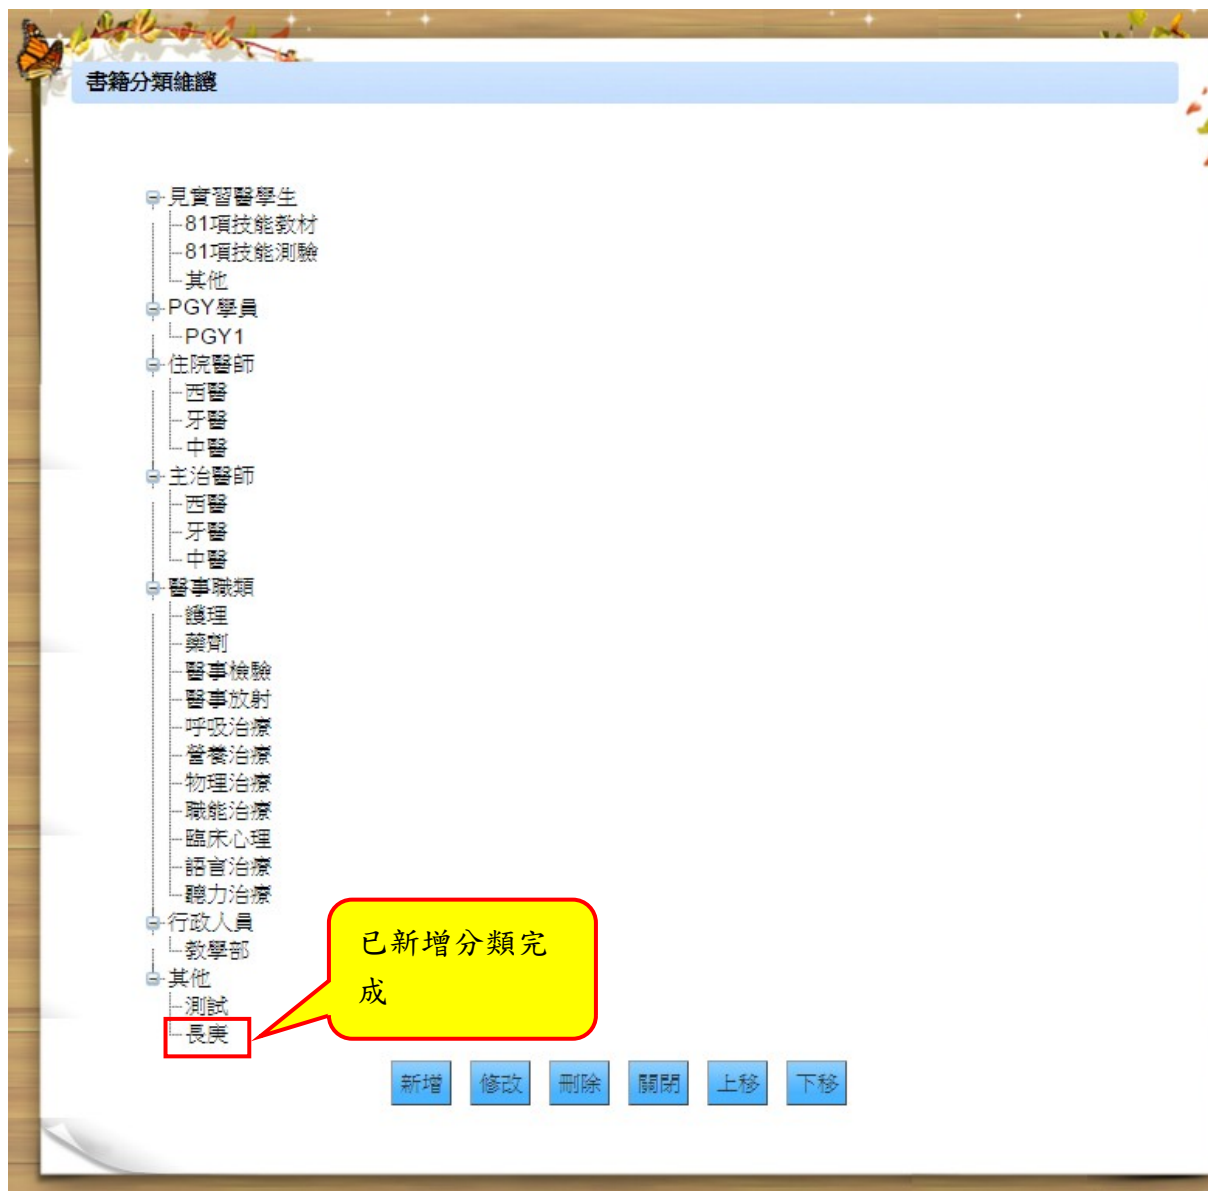 書籍分類維護
見實習醫學生
81項技能教材
81項技能測驗
其他
PGY學員
PGY1
住院醫師
西醫
牙醫
中醫
主治醫師
西醫
牙醫
中醫
醫事職類
護理
藥劑
醫事檢驗
醫事放射
呼吸治療
營養治療
物理治療
職能治療
臨床心理
語言治療
聽力治療
行政人員
教學部
其他
測試
長庚
已新增分類完
成
新增 修改 刪除 關閉 上移 下移